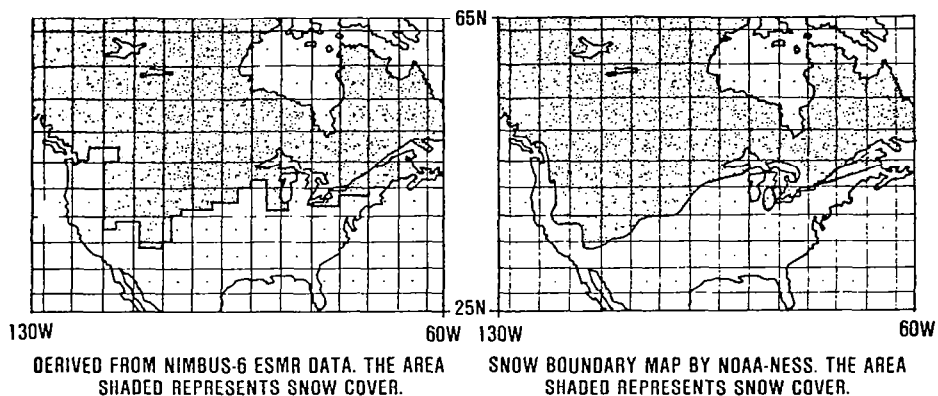 65N
25N
130W
60W
130W
60W
DERIVED FROM NIMBUS-6 ESMR DATA. THE AREA
SHADED REPRESENTS SNOW COVER.
SNOW BOUNDARY MAP BY NOAA-NESS. THE AREA
SHADED REPRESENTS SNOW COVER.